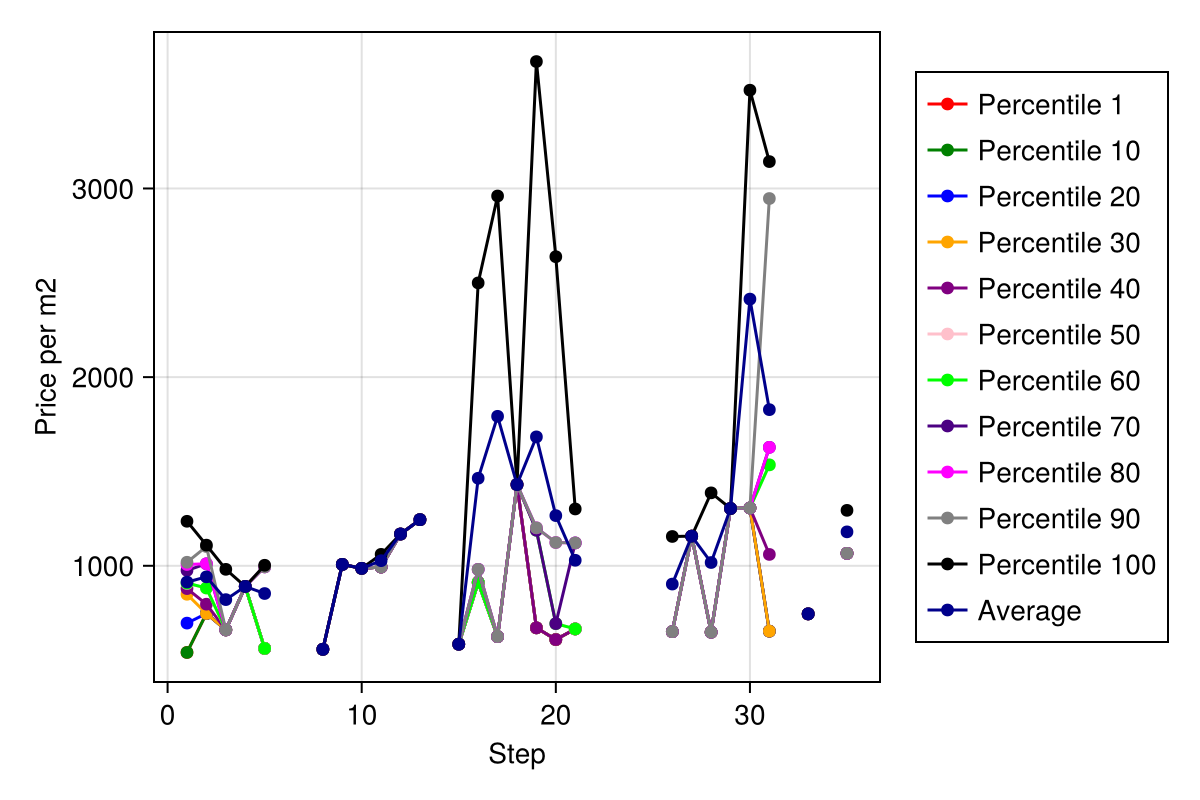 Price per m2
3000
2000
1000
0
10
20
30
Step
Percentile 1
Percentile 10
Percentile 20
Percentile 30
Percentile 40
Percentile 50
Percentile 60
Percentile 70
Percentile 80
Percentile 90
Percentile 100
Average